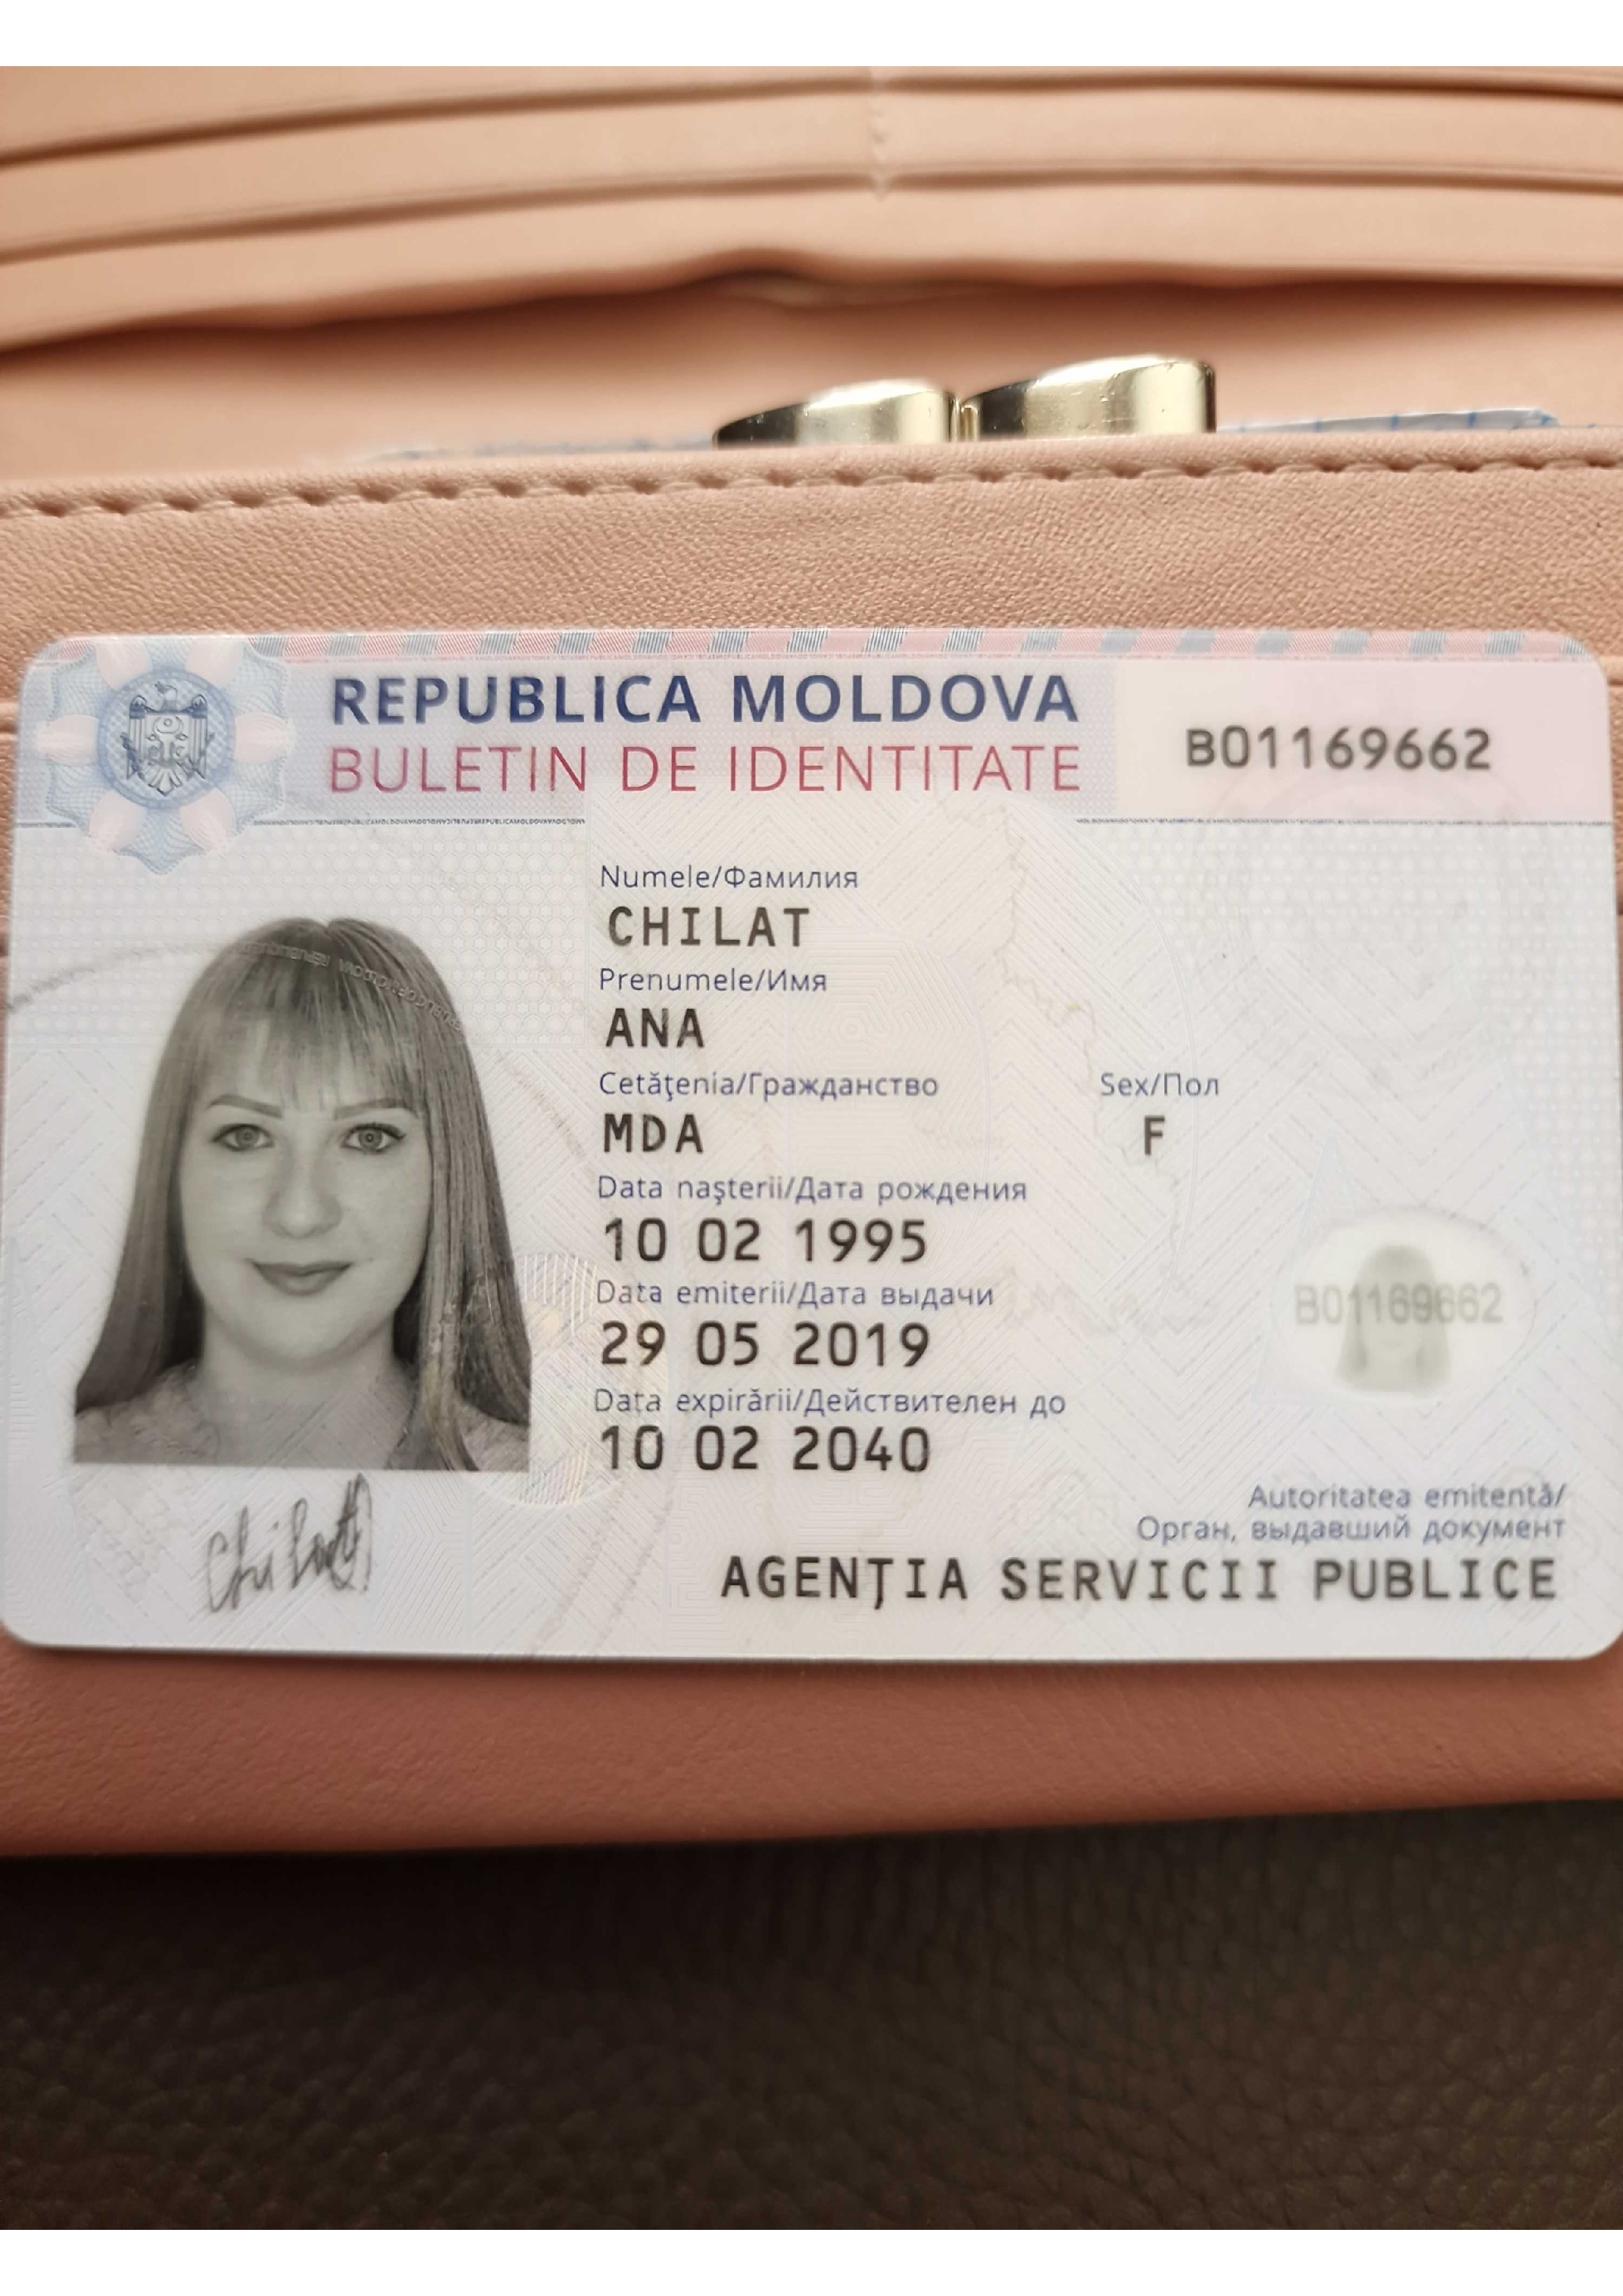 REPUBLICA MOLDOVA
BULETIN DE IDENTITATE
B01169662
Numele/Фамилия
CHILAT
Prenumele/Имя
ANA
Cetăţenia/Гражданство
Sex/Пол
MDA
F
Data naşterii/Дата рождения
10 02 1995
Data emiterii/Дата выдачи
29 05 2019
B01169662
Data expirării/Действителен до
10 02 2040
Autoritatea emitentă/
Орган, выдавший документ
AGENŢIA SERVICII PUBLICE
Chilat